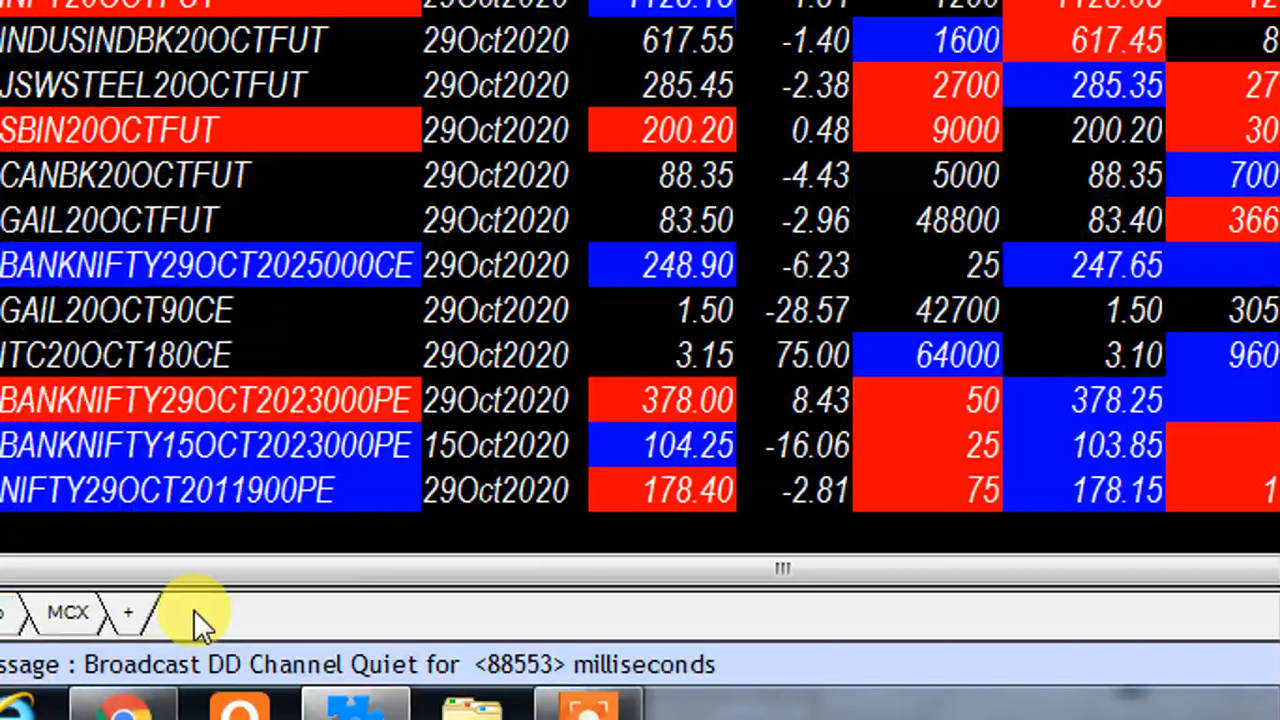 INDUSINDBK20OCTFUT 29Oct2020 617.55 -1.40 1600 617.45 8
JSWSTEEL20OCTFUT 29Oct2020 285.45 -2.38 2700 285.35 27
SBIN20OCTFUT 29Oct2020 200.20 0.48 9000 200.20 30
CANBK20OCTFUT 29Oct2020 88.35 -4.43 5000 88.35 700
GAIL20OCTFUT 29Oct2020 83.50 -2.96 48800 83.40 366
BANKNIFTY29OCT2025000CE 29Oct2020 248.90 -6.23 25 247.65
GAIL20OCT90CE 29Oct2020 1.50 -28.57 42700 1.50 305
ITC20OCT180CE 29Oct2020 3.15 75.00 64000 3.10 960
BANKNIFTY29OCT2023000PE 29Oct2020 378.00 8.43 50 378.25
BANKNIFTY15OCT2023000PE 15Oct2020 104.25 -16.06 25 103.85
NIFTY29OCT2011900PE 29Oct2020 178.40 -2.81 75 178.15 1
MCX +
ssage : Broadcast DD Channel Quiet for <88553> milliseconds